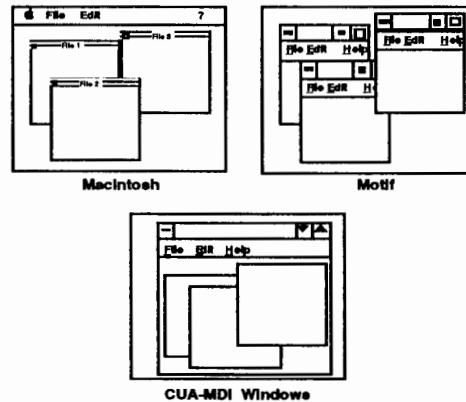 File Edit ?
File 1
File 3
File 2
Macintosh
File Edit Help
File Edit H
File Edit Help
Motif
File Edit Help
CUA-MDI Windows